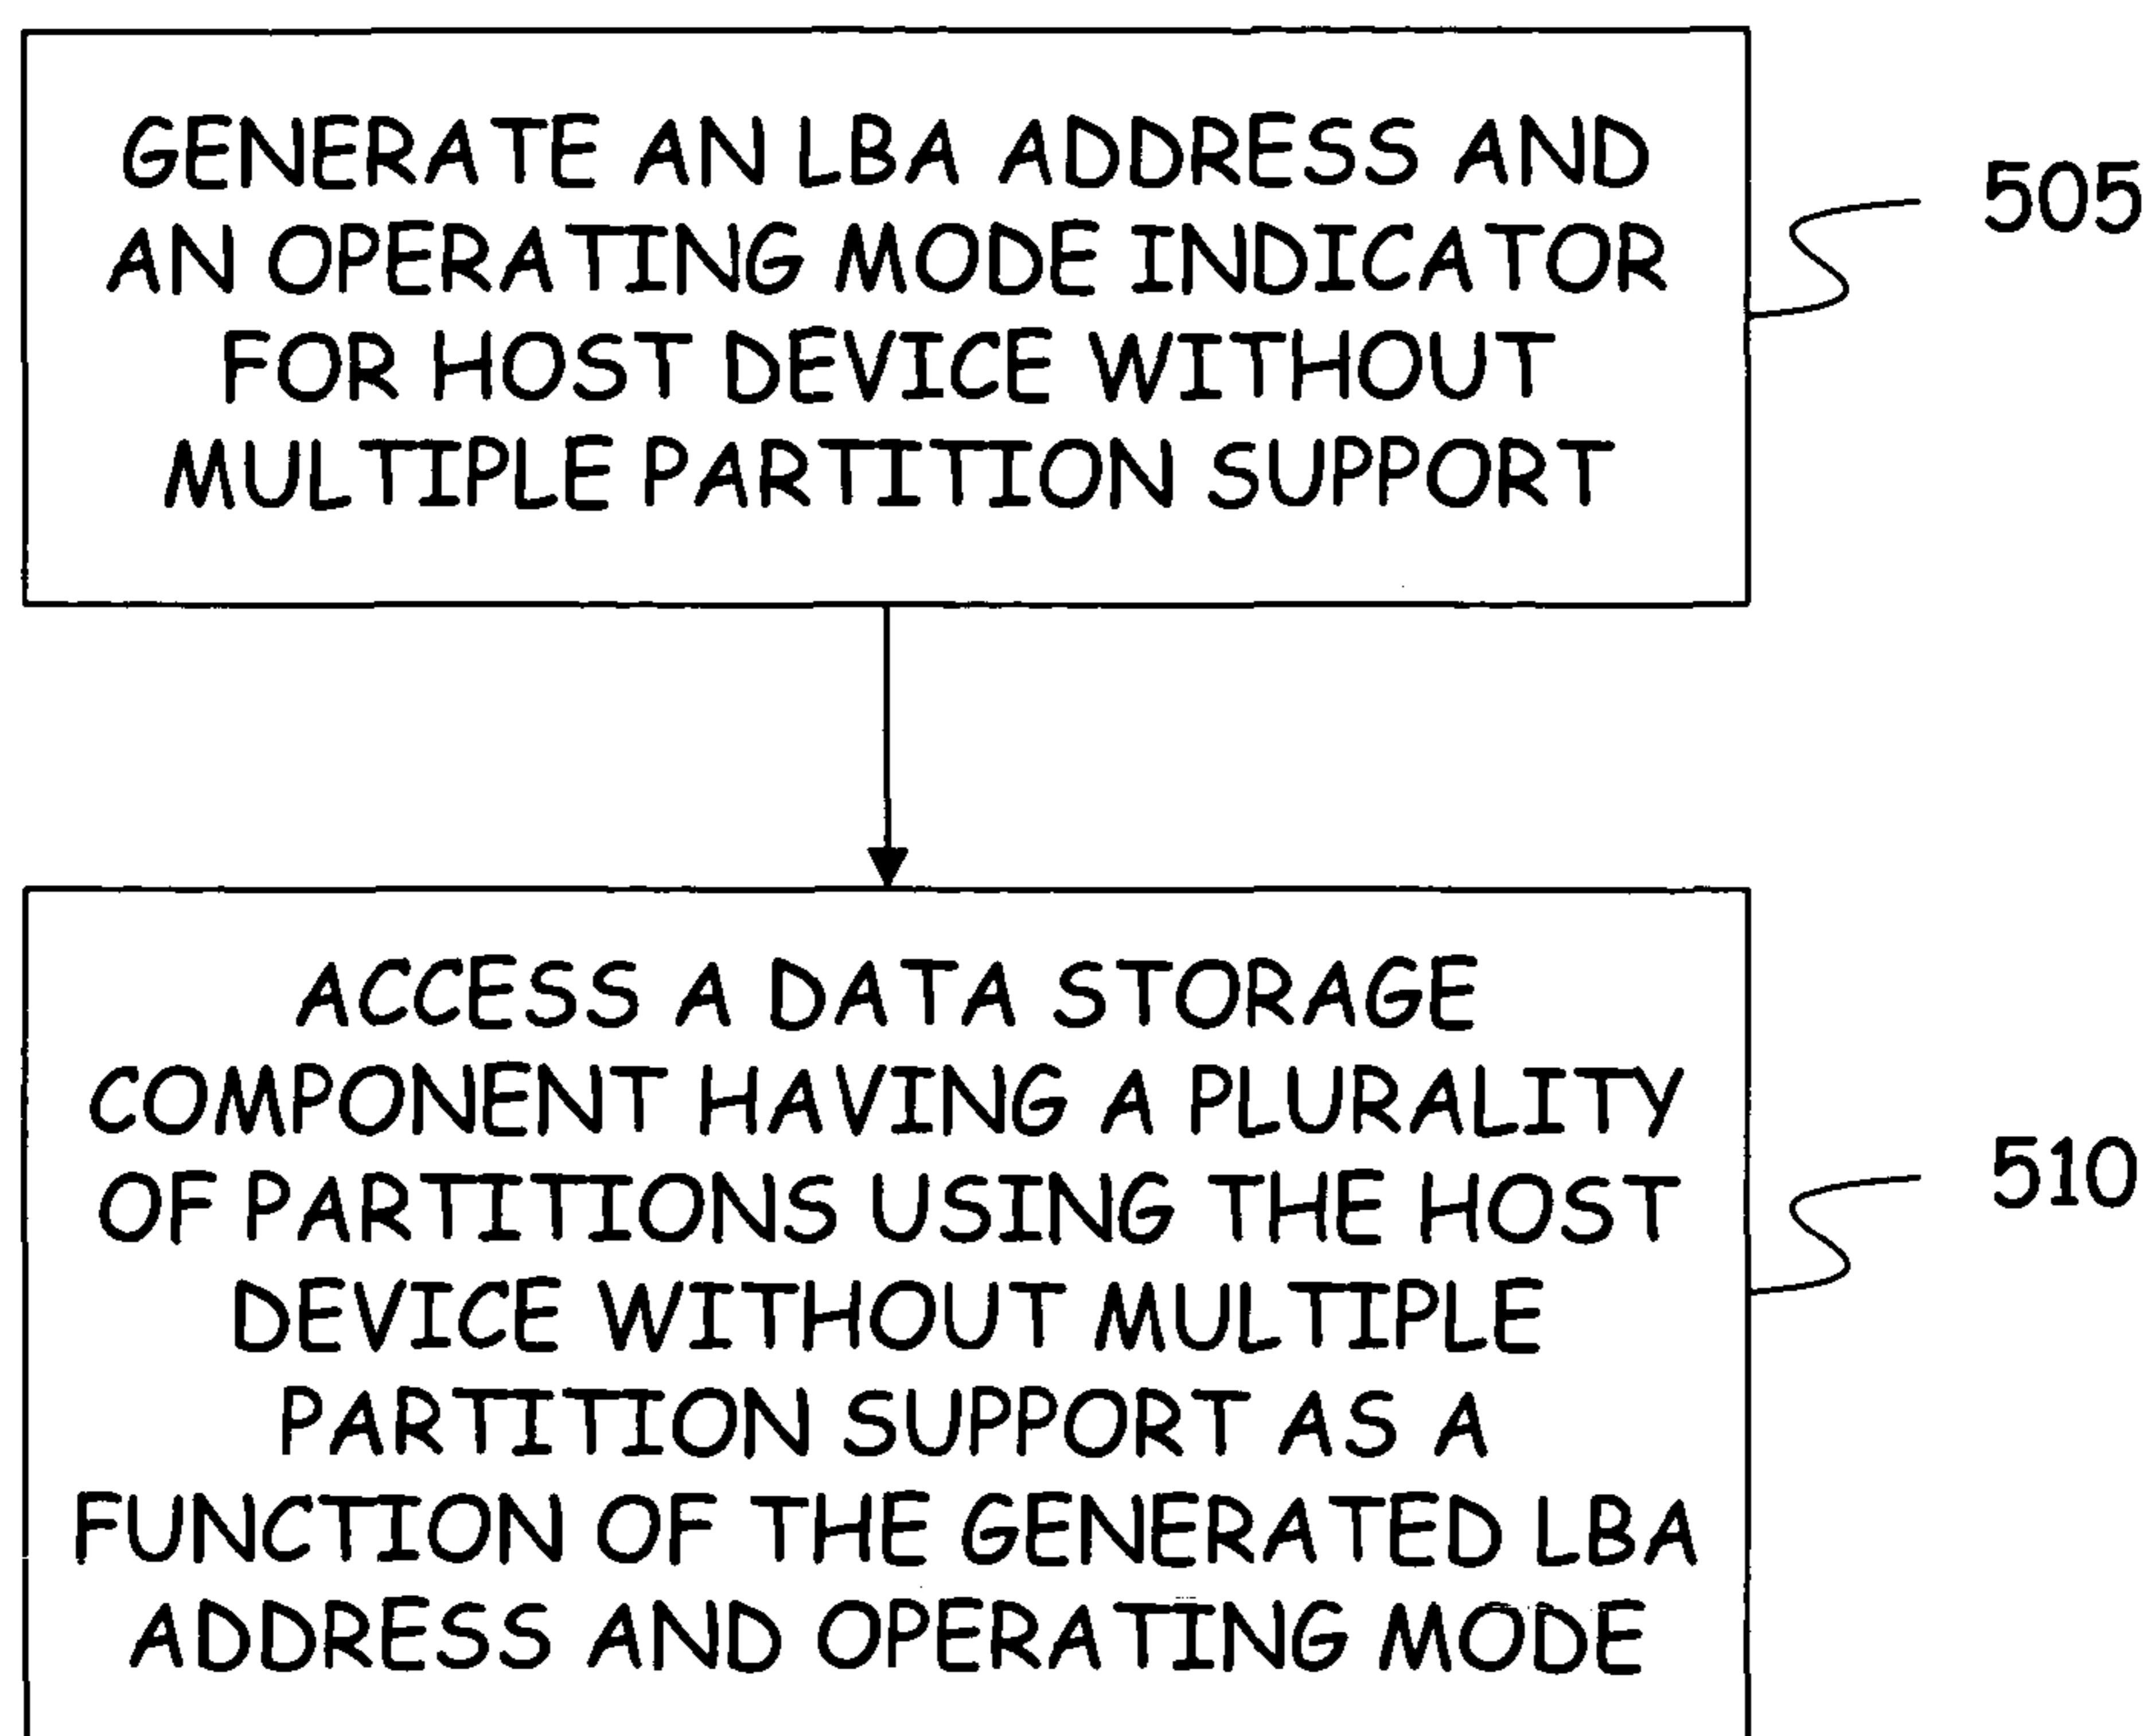 GENERATE AN LBA ADDRESS AND
AN OPERATING MODE INDICATOR
FOR HOST DEVICE WITHOUT
MULTIPLE PARTITION SUPPORT
505
ACCESS A DATA STORAGE
COMPONENT HAVING A PLURALITY
OF PARTITIONS USING THE HOST
DEVICE WITHOUT MULTIPLE
PARTITION SUPPORT AS A
FUNCTION OF THE GENERATED LBA
ADDRESS AND OPERATING MODE
510